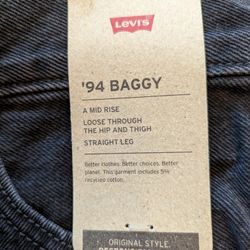 Levi's
'94 BAGGY
A MID RISE
LOOSE THROUGH
THE HIP AND THIGH
STRAIGHT LEG
Better clothes. Better choices. Better
planet. This garment includes 5%
recycled cotton.
ORIGINAL STYLE,